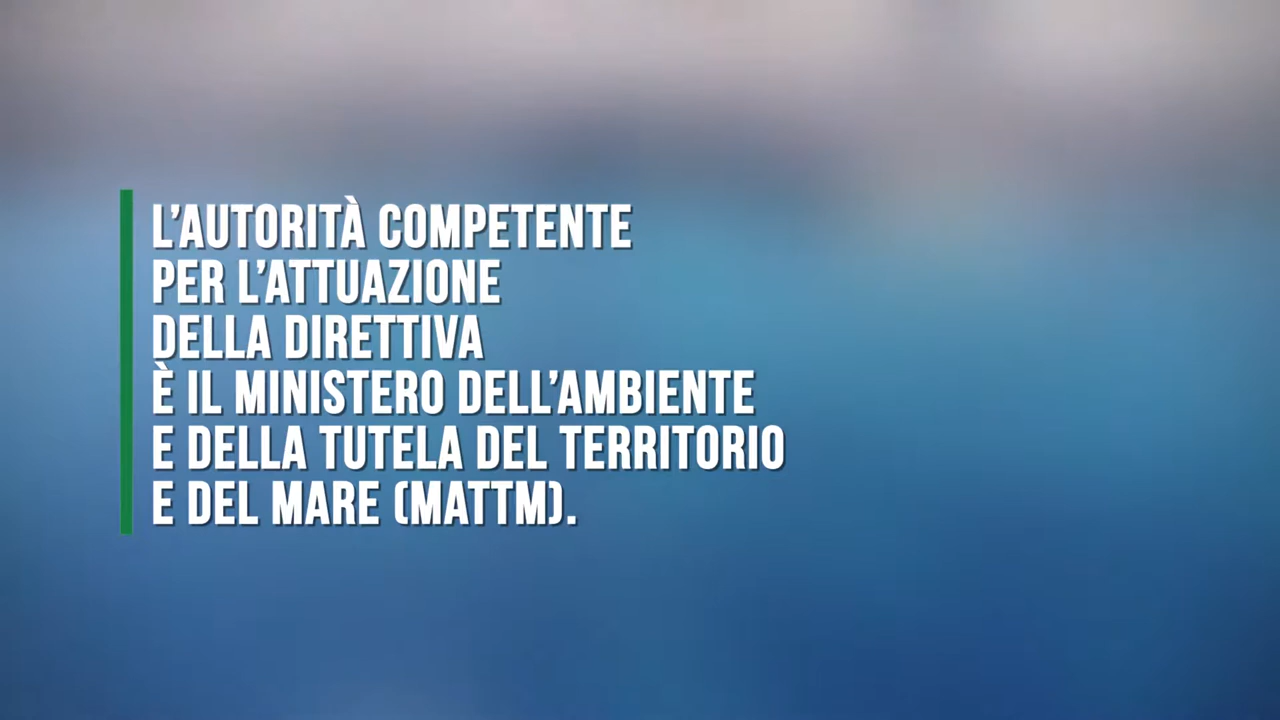 L’AUTORITÀ COMPETENTE
PER L’ATTUAZIONE
DELLA DIRETTIVA
È IL MINISTERO DELL’AMBIENTE
E DELLA TUTELA DEL TERRITORIO
E DEL MARE (MATTM).